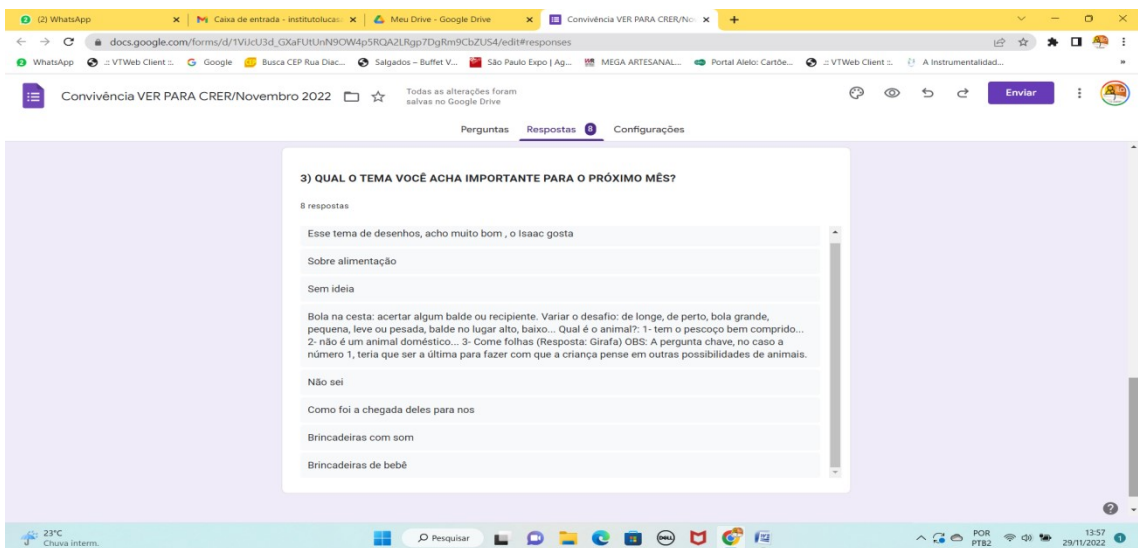 (2) WhatsApp
Caixa de entrada - institutolucas
Meu Drive - Google Drive
Convivência VER PARA CRER/No
docs.google.com/forms/d/1ViJcU3d_GXaFUtUnN9OW4p5RQA2LRgp7DgRm9CbZUS4/edit#responses
WhatsApp
.:: VTWeb Client ::.
Google
Busca CEP Rua Diac...
Salgados – Buffet V...
São Paulo Expo | Ag...
MEGA ARTESANAL...
Portal Alelo: Cartõe...
.:: VTWeb Client ::.
A Instrumentalidad...
Convivência VER PARA CRER/Novembro 2022
Todas as alterações foram
salvas no Google Drive
Enviar
Perguntas Respostas 8 Configurações
3) QUAL O TEMA VOCÊ ACHA IMPORTANTE PARA O PRÓXIMO MÊS?
8 respostas
Esse tema de desenhos, acho muito bom , o Isaac gosta
Sobre alimentação
Sem ideia
Bola na cesta: acertar algum balde ou recipiente. Variar o desafio: de longe, de perto, bola grande,
pequena, leve ou pesada, balde no lugar alto, baixo... Qual é o animal?: 1- tem o pescoço bem comprido...
2- não é um animal doméstico... 3- Come folhas (Resposta: Girafa) OBS: A pergunta chave, no caso a
número 1, teria que ser a última para fazer com que a criança pense em outras possibilidades de animais.
Não sei
Como foi a chegada deles para nos
Brincadeiras com som
Brincadeiras de bebê
23°C
Chuva interm.
Pesquisar
DELL
POR
PTB2
13:57
29/11/2022
1